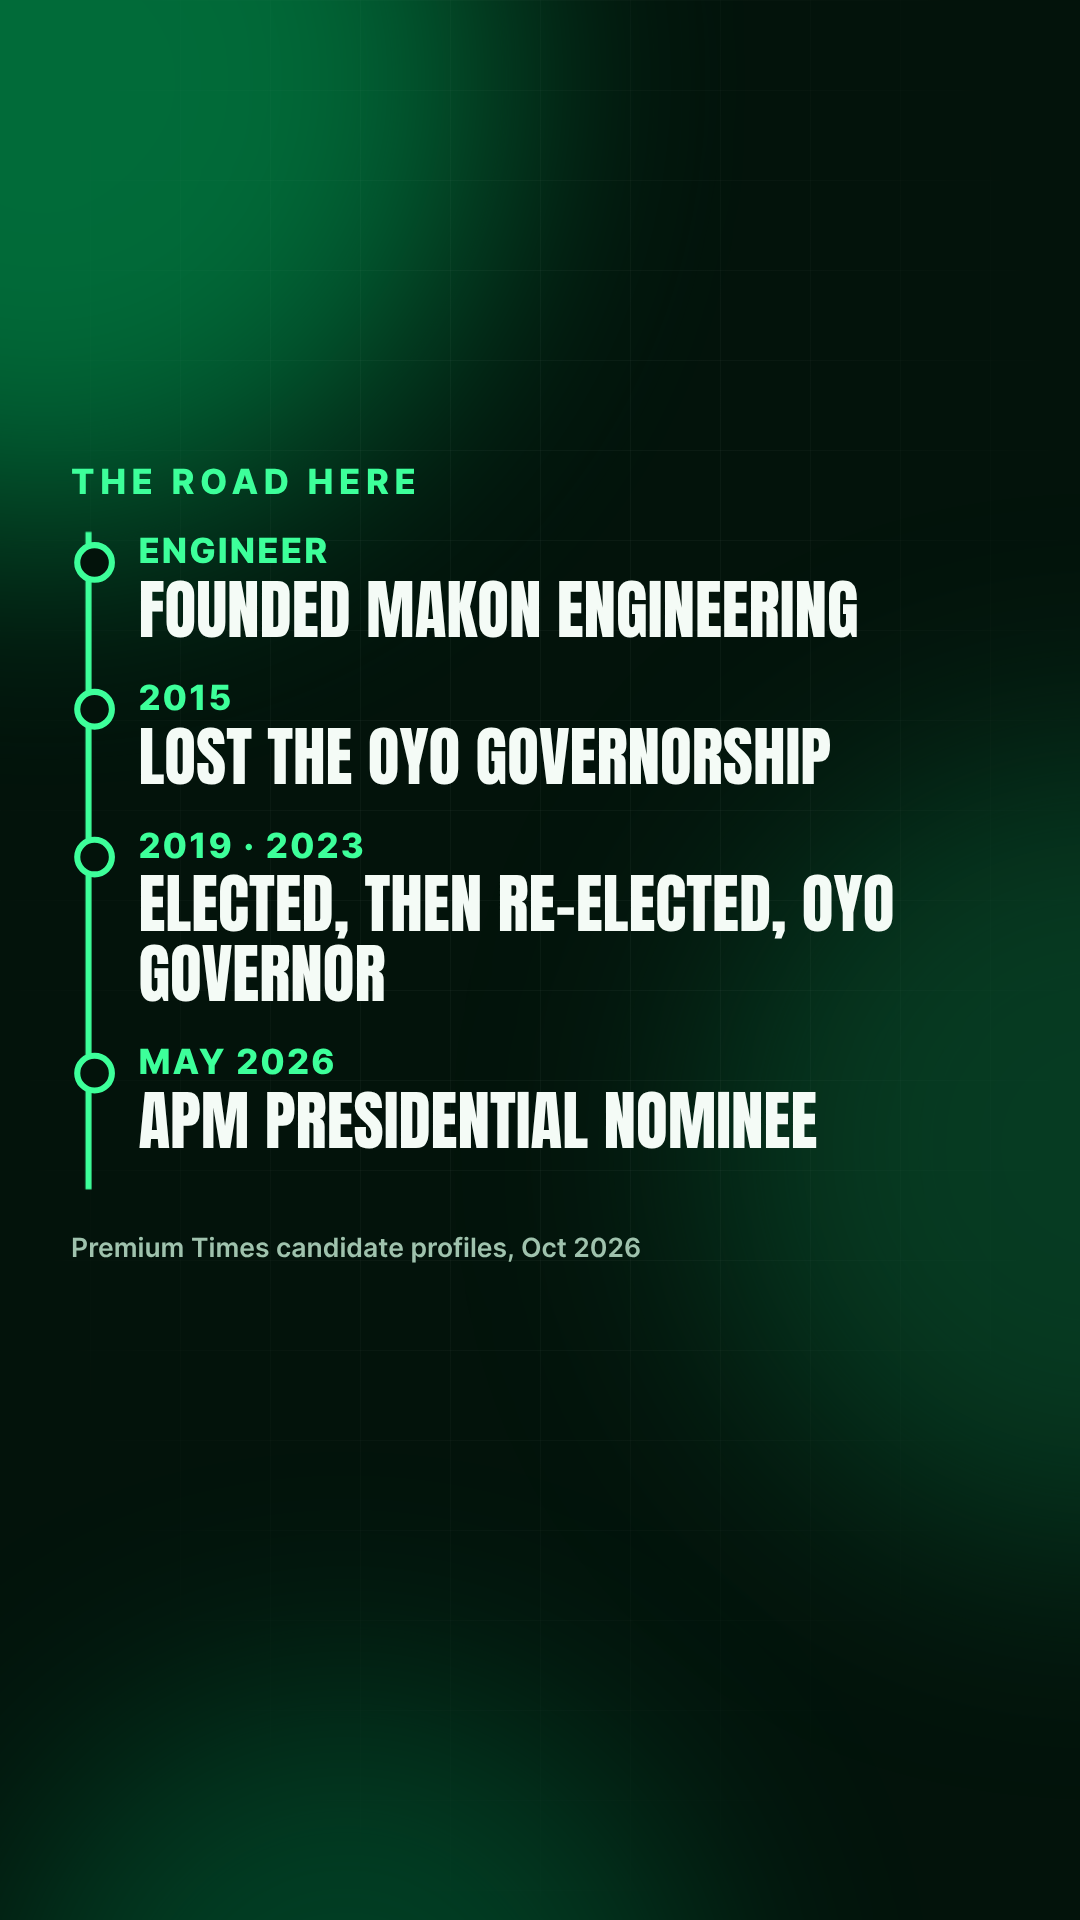 THE ROAD HERE
ENGINEER
FOUNDED MAKON ENGINEERING
2015
LOST THE OYO GOVERNORSHIP
2019 · 2023
ELECTED, THEN RE-ELECTED, OYO
GOVERNOR
MAY 2026
APM PRESIDENTIAL NOMINEE
Premium Times candidate profiles, Oct 2026